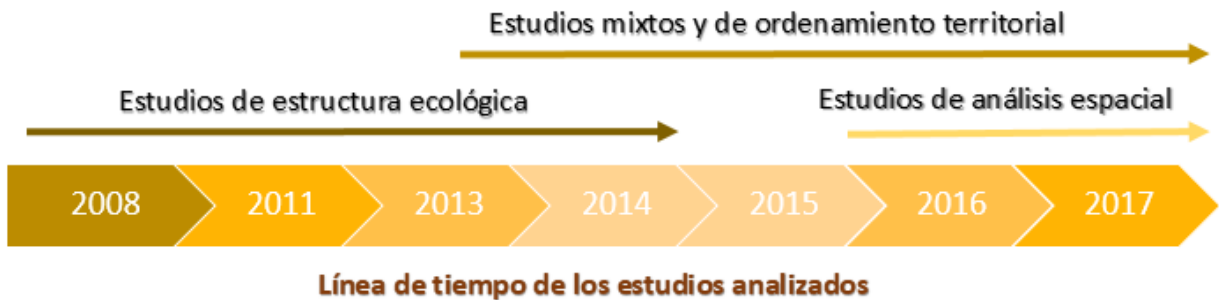 Estudios mixtos y de ordenamiento territorial
Estudios de estructura ecológica
Estudios de análisis espacial
2008
2011
2013
2014
2015
2016
2017
Línea de tiempo de los estudios analizados